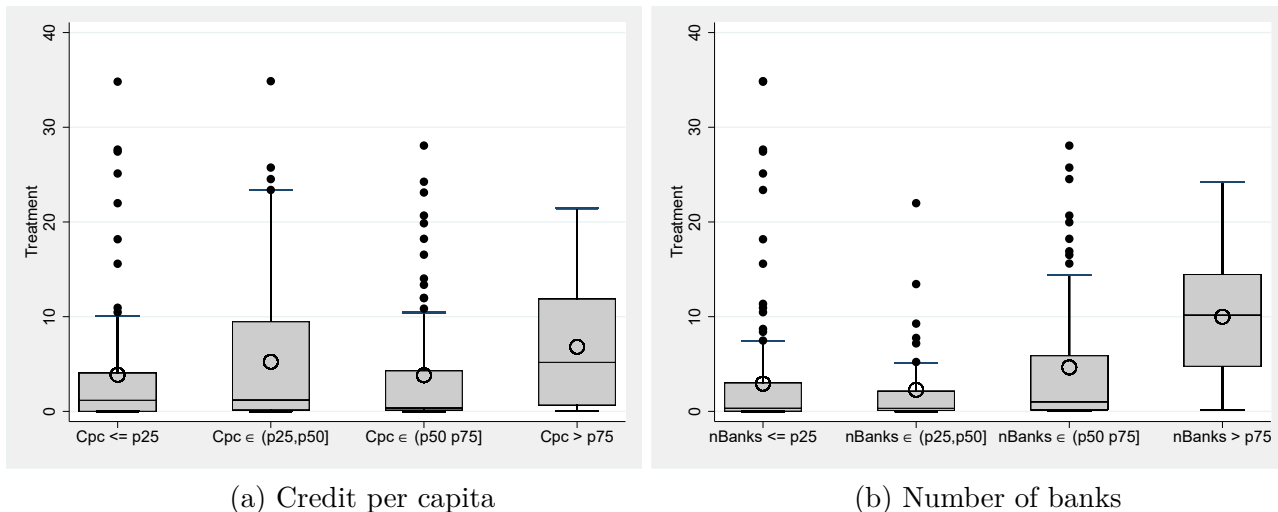 40
30
20
10
0
Treatment
Cpc <= p25
Cpc ∈ (p25,p50]
Cpc ∈ (p50 p75]
Cpc > p75
(a) Credit per capita
40
30
20
10
0
Treatment
nBanks <= p25
nBanks ∈ (p25,p50]
nBanks ∈ (p50 p75]
nBanks > p75
(b) Number of banks